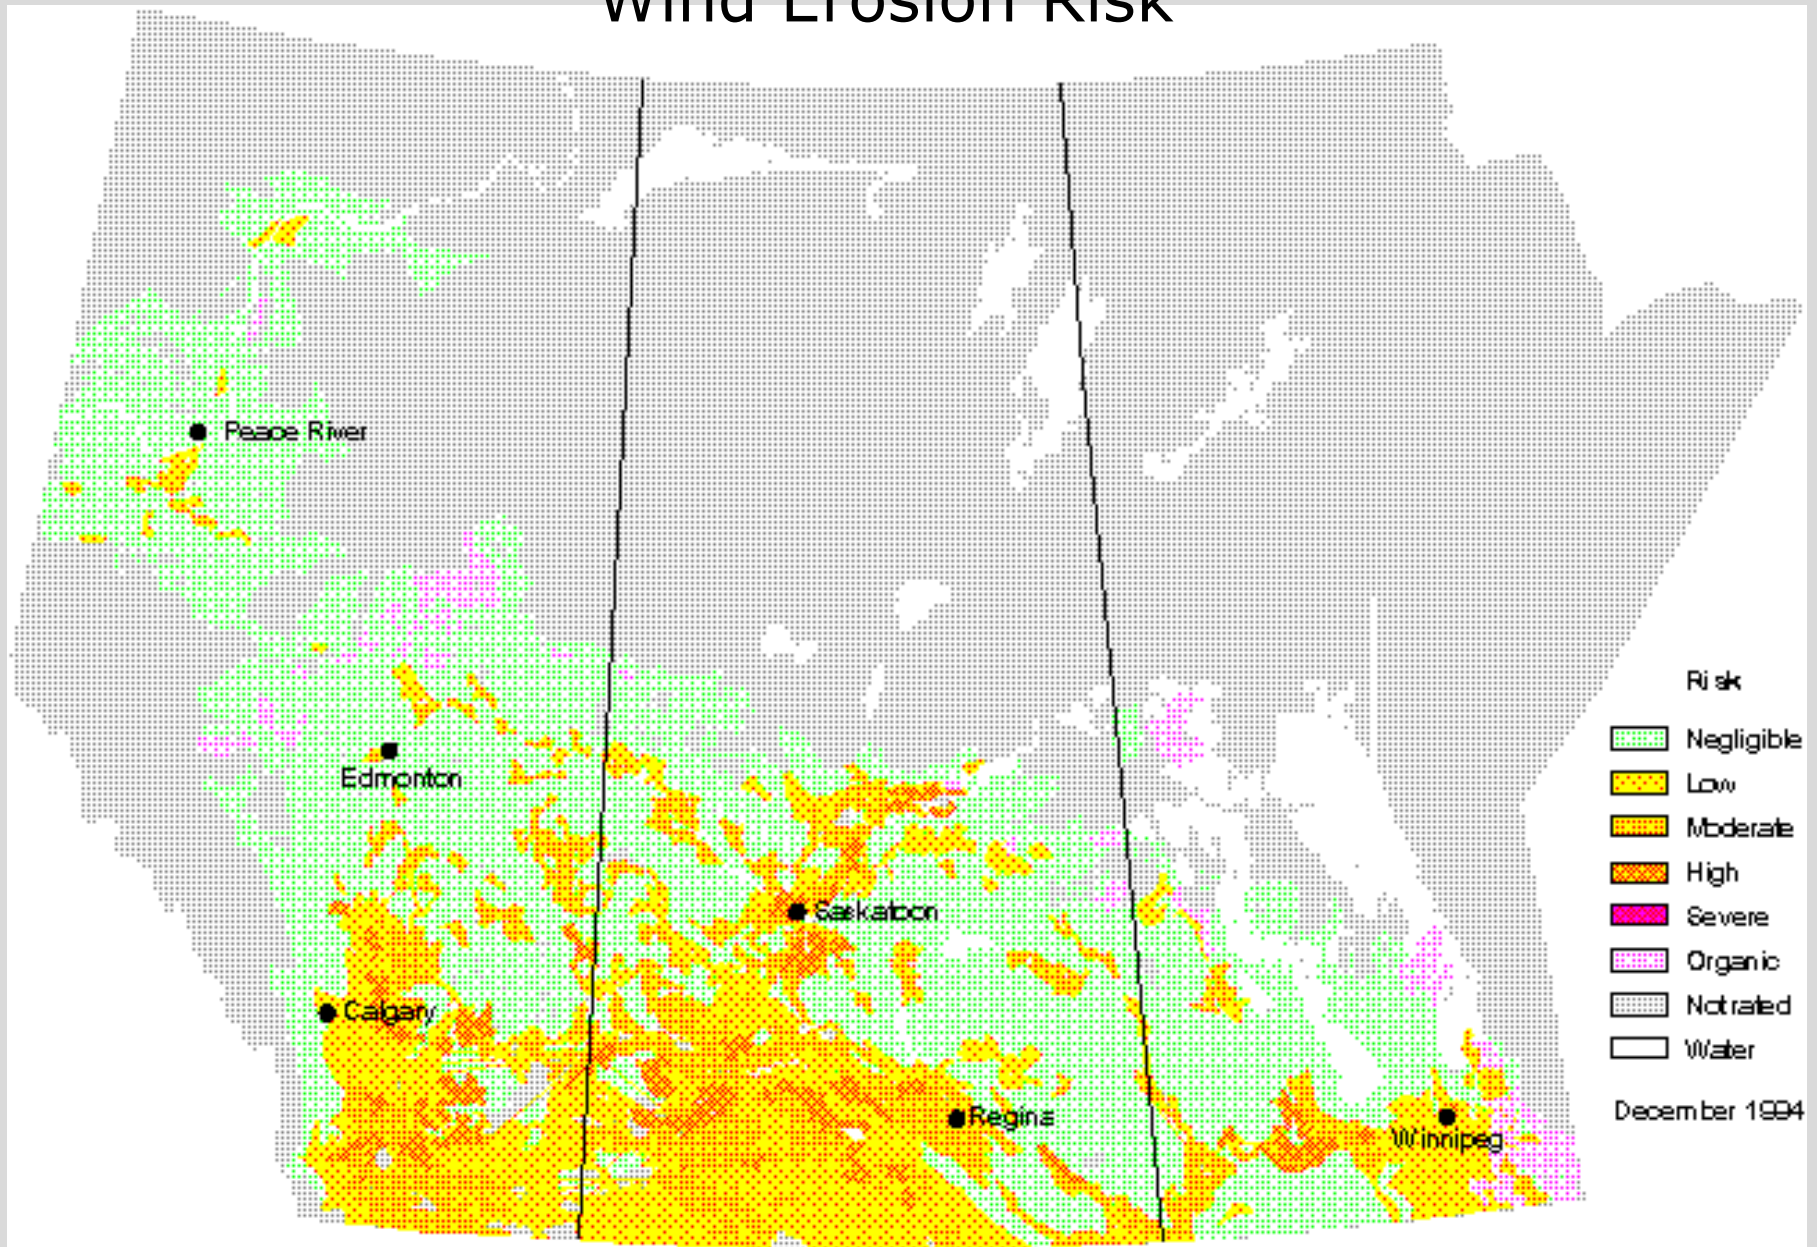 Wind Erosion Risk
Peace River
Edmonton
Saskatoon
Calgary
Regina
Winnipeg
Risk
Negligible
Low
Moderate
High
Severe
Organic
Not rated
Water
December 1994